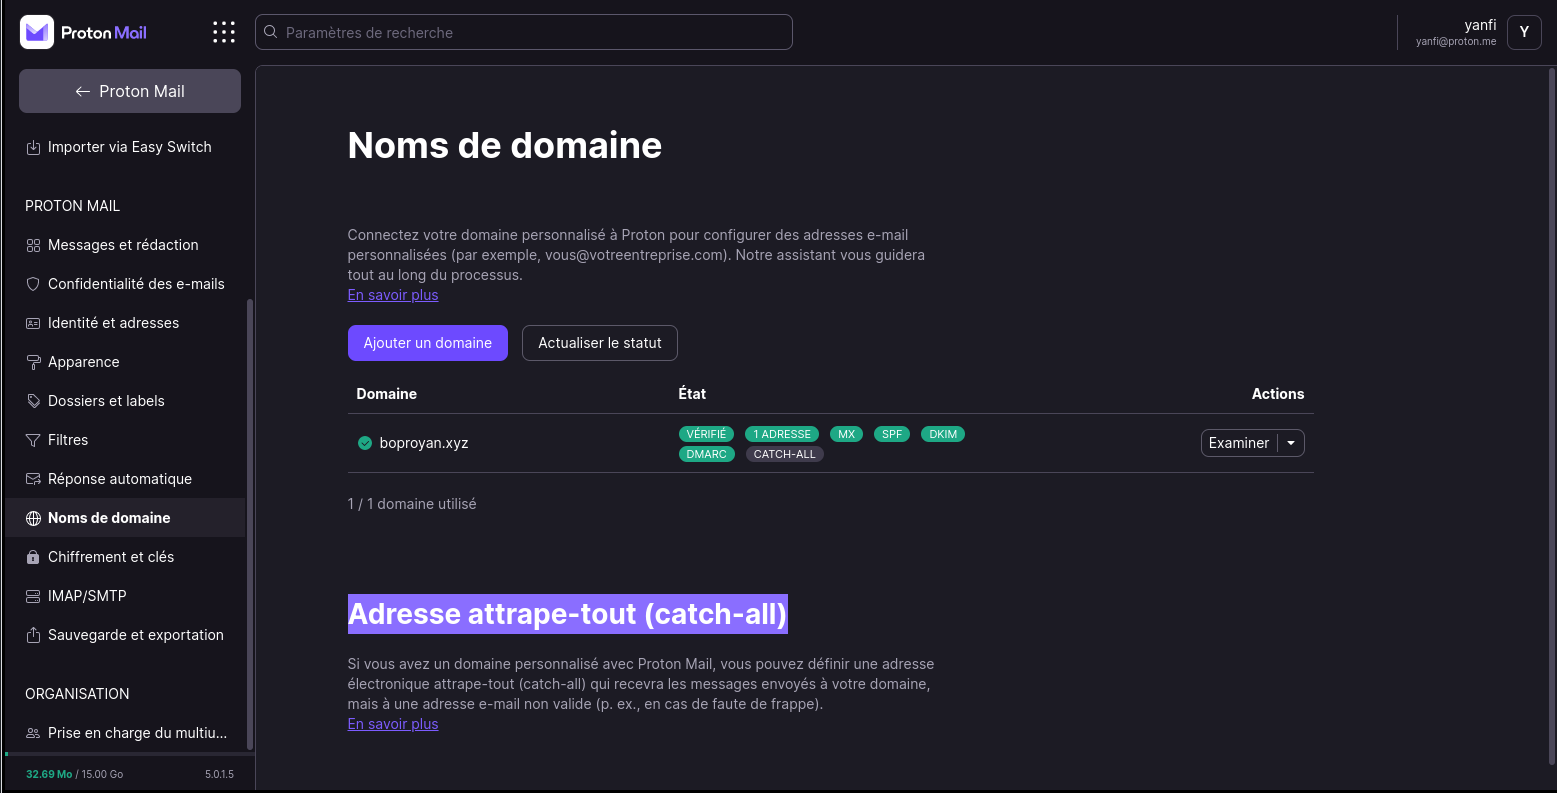 Proton Mail
Paramètres de recherche
yanfi
yanfi@proton.me
Y
← Proton Mail
Importer via Easy Switch
PROTON MAIL
Messages et rédaction
Confidentialité des e-mails
Identité et adresses
Apparence
Dossiers et labels
Filtres
Réponse automatique
Noms de domaine
Chiffrement et clés
IMAP/SMTP
Sauvegarde et exportation
ORGANISATION
Prise en charge du multiu...
32.69 Mo / 15.00 Go
5.0.1.5
Noms de domaine
Connectez votre domaine personnalisé à Proton pour configurer des adresses e-mail
personnalisées (par exemple, vous@votreentreprise.com). Notre assistant vous guidera
tout au long du processus.
En savoir plus
Ajouter un domaine
Actualiser le statut
Domaine
État
Actions
boproyan.xyz
VÉRIFIÉ 1 ADRESSE MX SPF DKIM
DMARC CATCH-ALL
Examiner
1 / 1 domaine utilisé
Adresse attrape-tout (catch-all)
Si vous avez un domaine personnalisé avec Proton Mail, vous pouvez définir une adresse
électronique attrape-tout (catch-all) qui recevra les messages envoyés à votre domaine,
mais à une adresse e-mail non valide (p. ex., en cas de faute de frappe).
En savoir plus